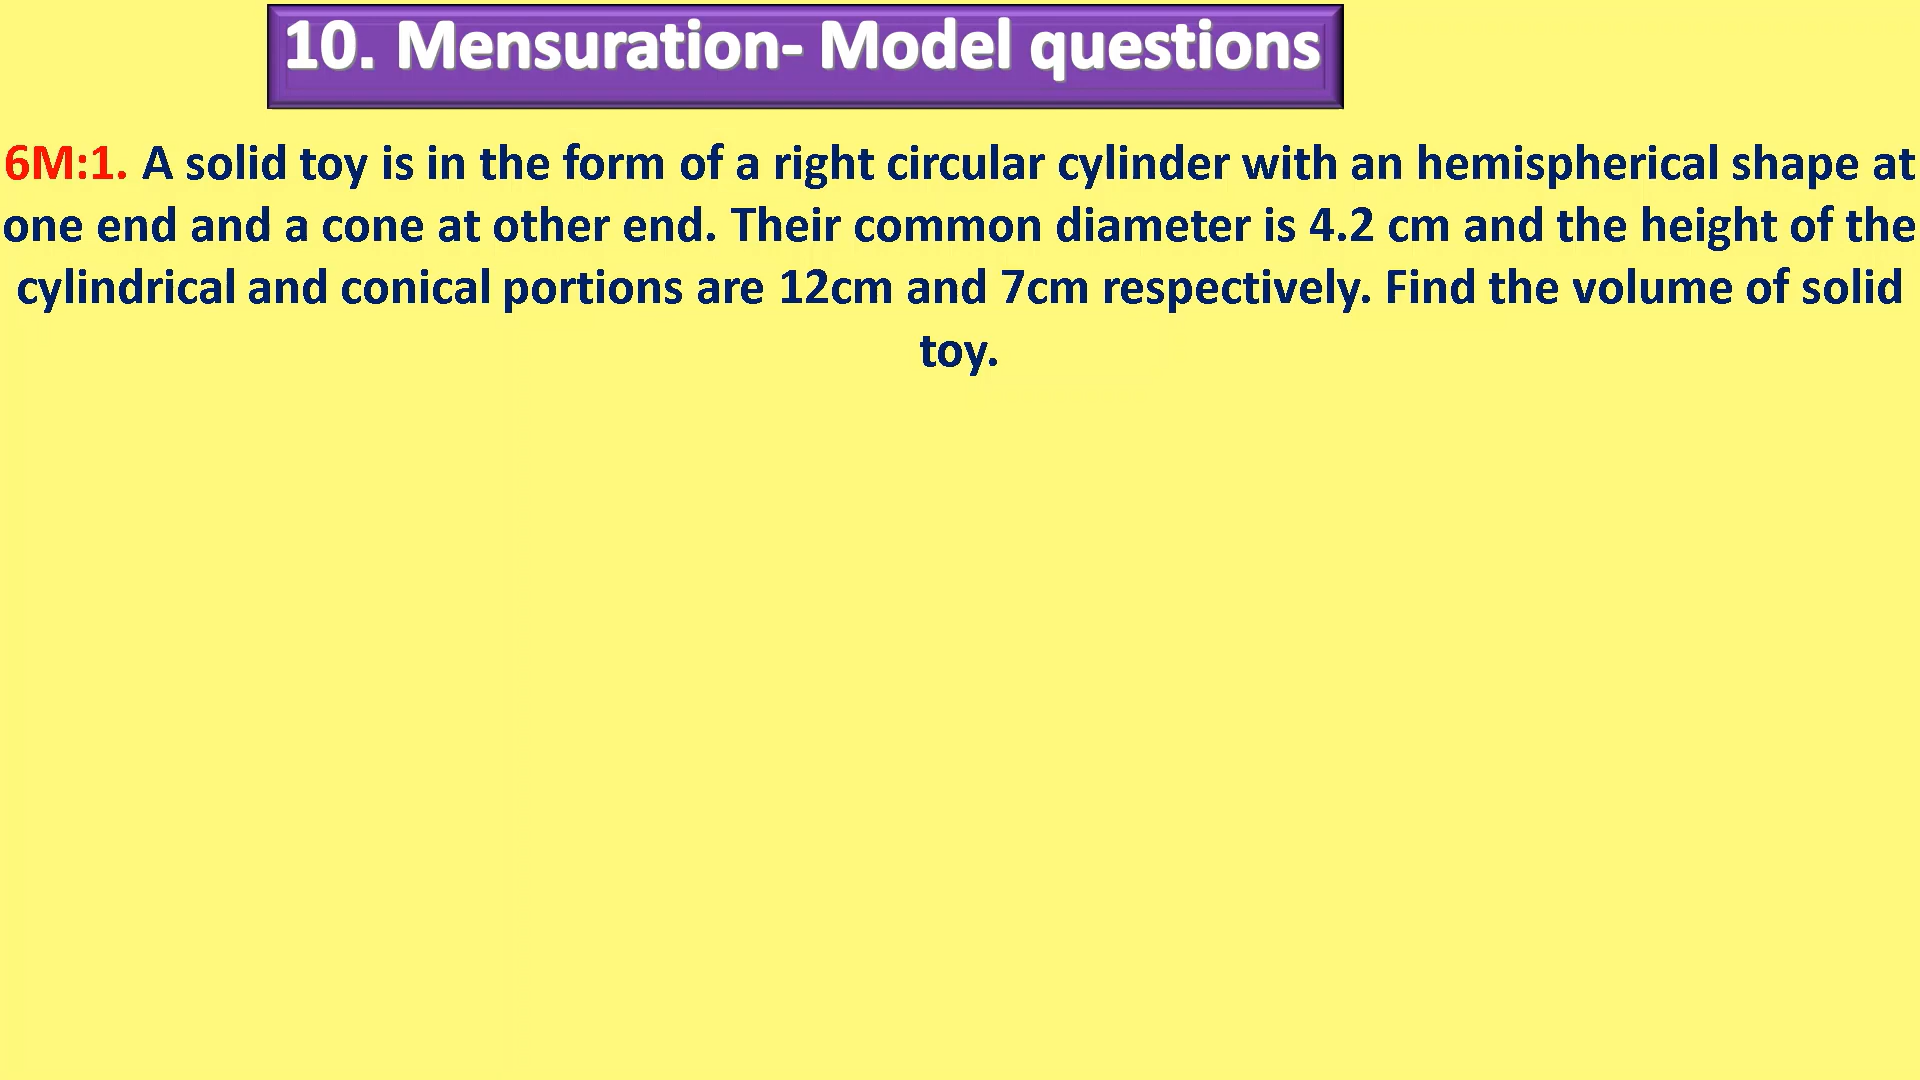 10. Mensuration- Model questions
6M:1. A solid toy is in the form of a right circular cylinder with an hemispherical shape at
one end and a cone at other end. Their common diameter is 4.2 cm and the height of the
cylindrical and conical portions are 12cm and 7cm respectively. Find the volume of solid
toy.